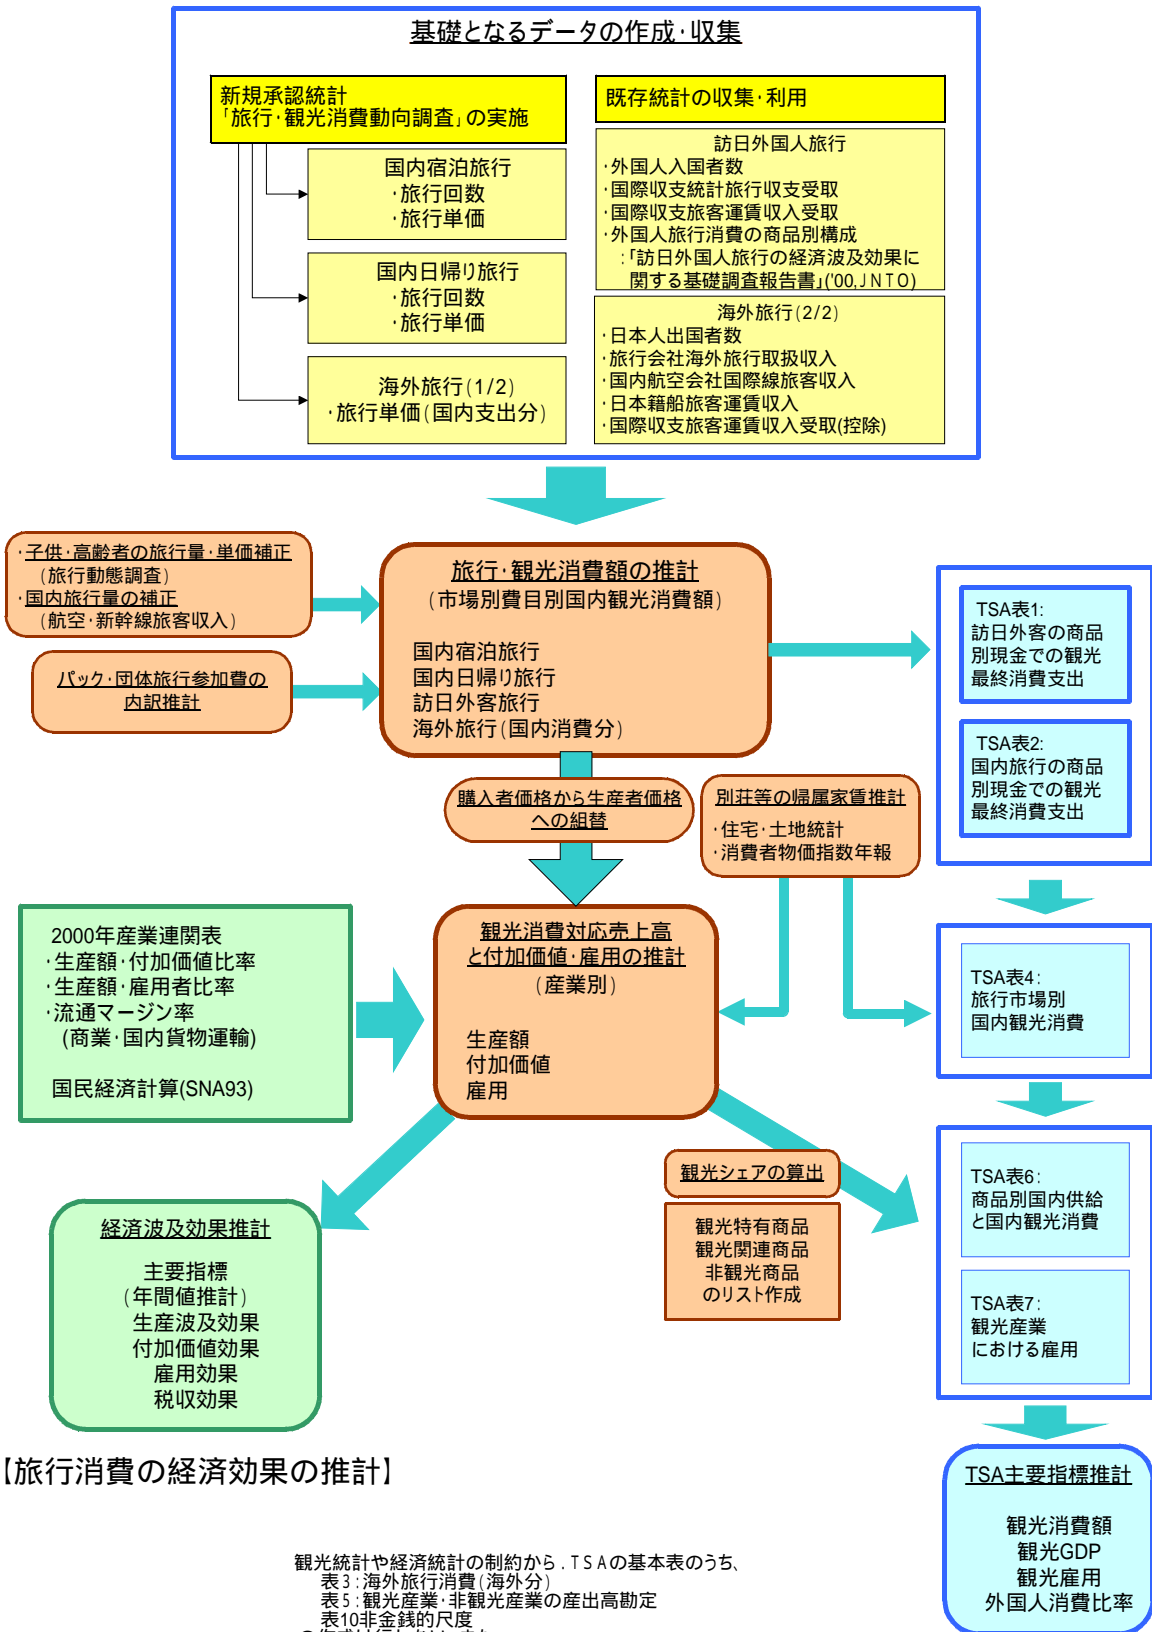 基礎となるデータの作成・収集
新規承認統計
「旅行・観光消費動向調査」の実施
国内宿泊旅行
・旅行回数
・旅行単価
国内日帰り旅行
・旅行回数
・旅行単価
海外旅行(1/2)
・旅行単価(国内支出分)
既存統計の収集・利用
訪日外国人旅行
・外国人入国者数
・国際収支統計旅行収支受取
・国際収支旅客運賃収入受取
・外国人旅行消費の商品別構成
:「訪日外国人旅行の経済波及効果に
関する基礎調査報告書」('00,JNTO)
海外旅行(2/2)
・日本人出国者数
・旅行会社海外旅行取扱収入
・国内航空会社国際線旅客収入
・日本籍船旅客運賃収入
・国際収支旅客運賃収入受取(控除)
・子供・高齢者の旅行量・単価補正
(旅行動態調査)
・国内旅行量の補正
(航空・新幹線旅客収入)
パック・団体旅行参加費の
内訳推計
旅行・観光消費額の推計
(市場別費目別国内観光消費額)
国内宿泊旅行
国内日帰り旅行
訪日外客旅行
海外旅行(国内消費分)
TSA表1:
訪日外客の商品
別現金での観光
最終消費支出
TSA表2:
国内旅行の商品
別現金での観光
最終消費支出
購入者価格から生産者価格
への組替
別荘等の帰属家賃推計
・住宅・土地統計
・消費者物価指数年報
2000年産業連関表
・生産額・付加価値比率
・生産額・雇用者比率
・流通マージン率
(商業・国内貨物運輸)
国民経済計算(SNA93)
観光消費対応売上高
と付加価値・雇用の推計
(産業別)
生産額
付加価値
雇用
TSA表4:
旅行市場別
国内観光消費
観光シェアの算出
観光特有商品
観光関連商品
非観光商品
のリスト作成
TSA表6:
商品別国内供給
と国内観光消費
TSA表7:
観光産業
における雇用
経済波及効果推計
主要指標
(年間値推計)
生産波及効果
付加価値効果
雇用効果
税収効果
【旅行消費の経済効果の推計】
TSA主要指標推計
観光消費額
観光GDP
観光雇用
外国人消費比率
観光統計や経済統計の制約から.TSAの基本表のうち、
表3:海外旅行消費(海外分)
表5:観光産業・非観光産業の産出高勘定
表10非金銭的尺度